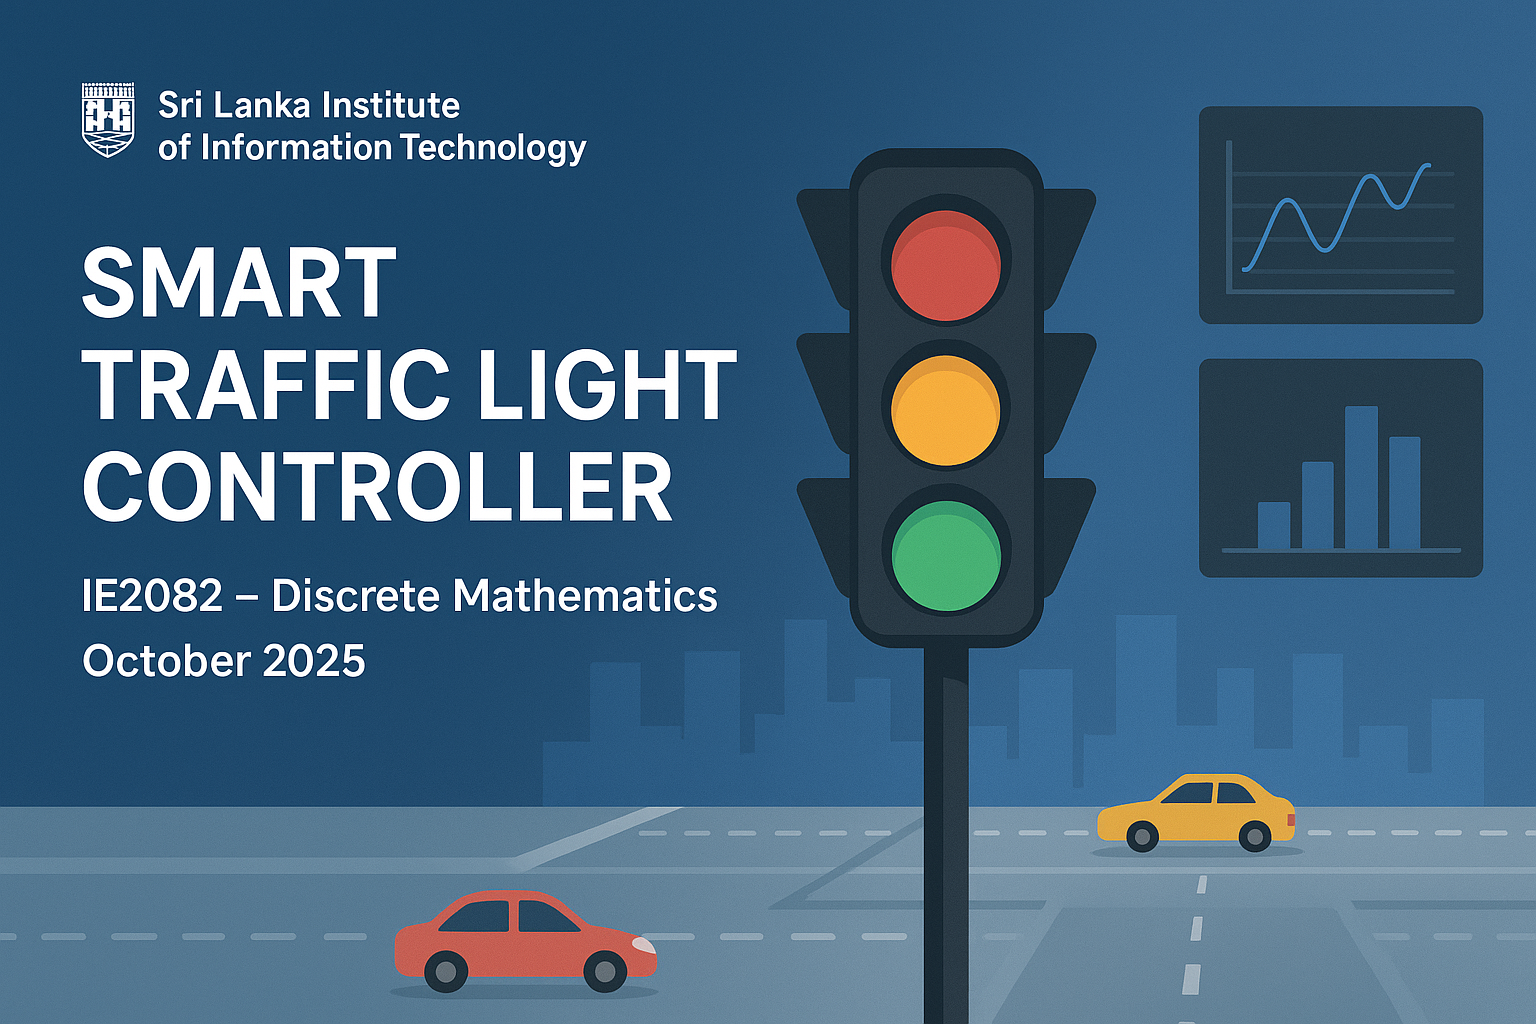 Sri Lanka Institute
of Information Technology
SMART
TRAFFIC LIGHT
CONTROLLER
IE2082 – Discrete Mathematics
October 2025